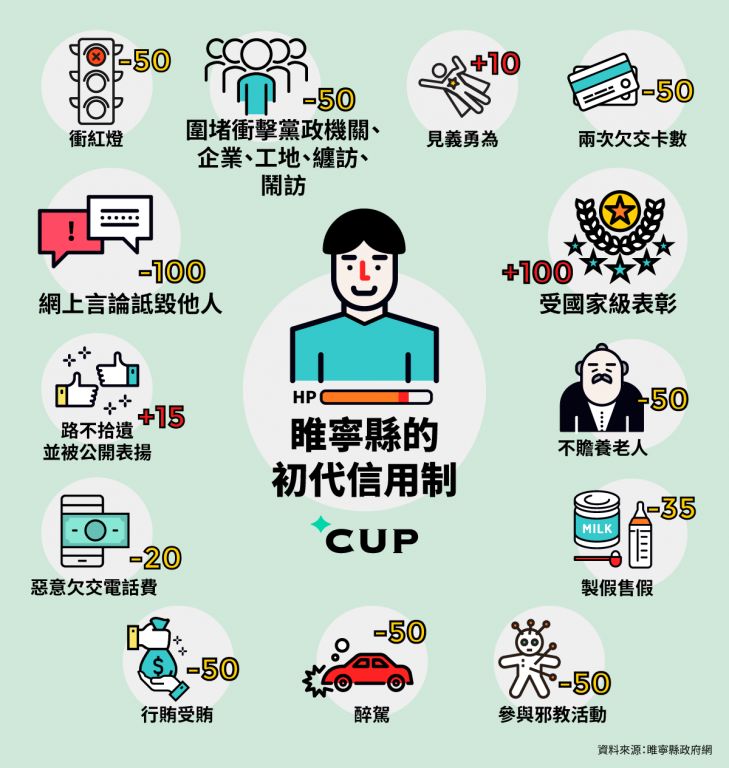 -50
衝紅燈
-50
圍堵衝擊黨政機關、
企業、工地、纏訪、
鬧訪
+10
見義勇為
-50
兩次欠交卡數
-100
網上言論詆毀他人
+100
受國家級表彰
HP
睢寧縣的
初代信用制
CUP
+15
路不拾遺
並被公開表揚
-50
不贍養老人
-20
惡意欠交電話費
MILK
-35
製假售假
$
-50
行賄受賄
-50
醉駕
-50
參與邪教活動
資料來源：睢寧縣政府網